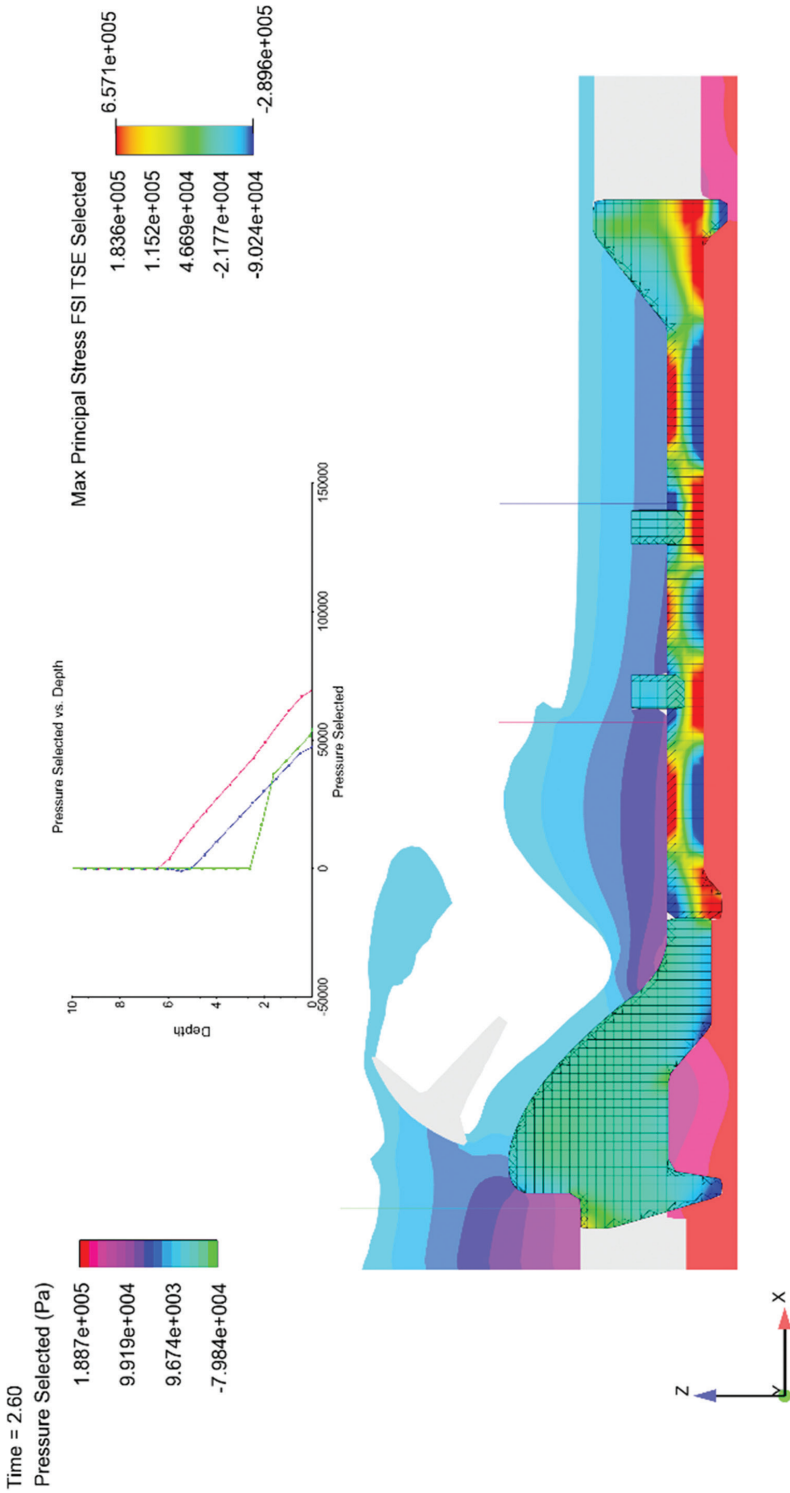 Time = 2.60
Pressure Selected (Pa)
1.887e+005
9.919e+004
9.674e+003
-7.984e+004
Pressure Selected vs. Depth
Depth
10
8
6
4
2
0
-50000
0
50000
100000
150000
Pressure Selected
Max Principal Stress FSI TSE Selected
1.836e+005
1.152e+005
4.669e+004
-2.177e+004
-9.024e+004
6.571e+005
-2.896e+005
Z
Y
X